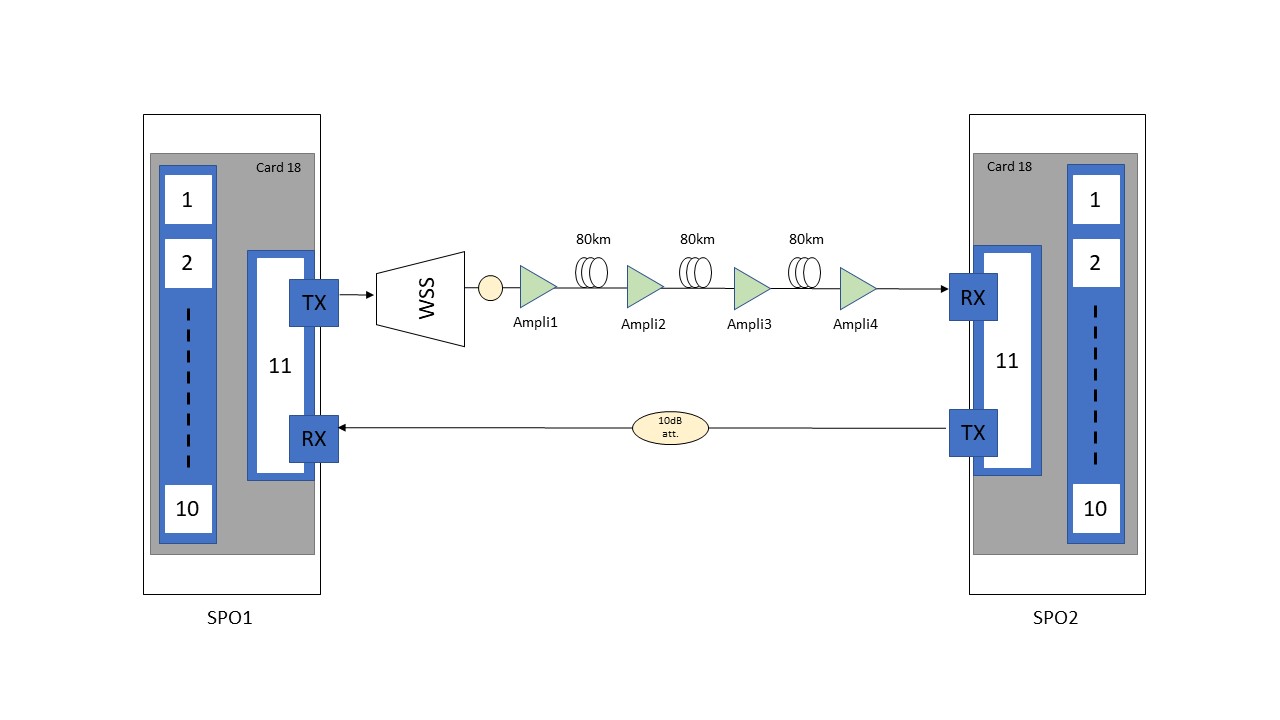 Card 18
1
2
10
11
TX
RX
SPO1
WSS
80km
80km
80km
Ampli1
Ampli2
Ampli3
Ampli4
10dB
att.
Card 18
RX
11
TX
1
2
10
SPO2